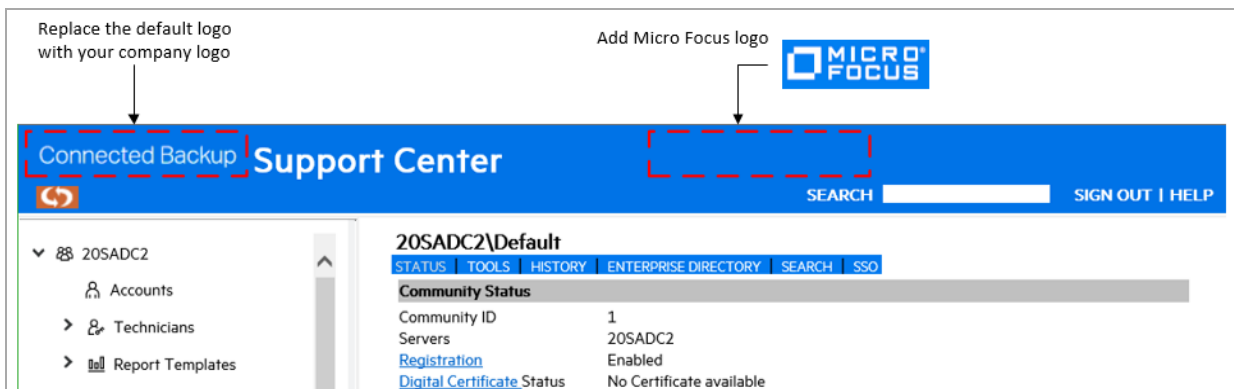 Replace the default logo
with your company logo
Add Micro Focus logo
MICRO
FOCUS
Connected Backup Support Center
SEARCH SIGN OUT | HELP
20SADC2
Accounts
Technicians
Report Templates
20SADC2\Default
STATUS | TOOLS | HISTORY | ENTERPRISE DIRECTORY | SEARCH | SSO
Community Status
Community ID 1
Servers 20SADC2
Registration Enabled
Digital Certificate Status No Certificate available